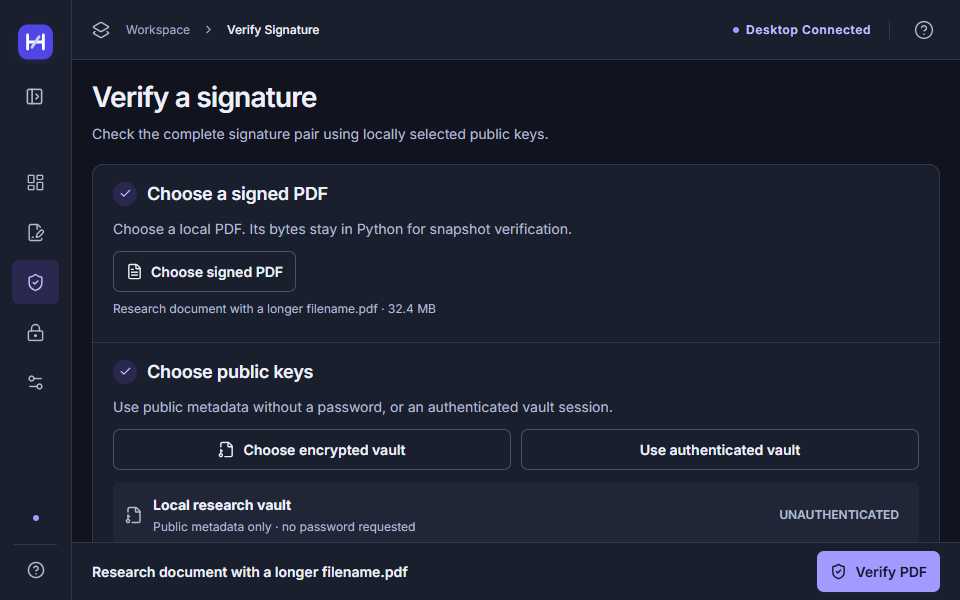 Workspace
Verify Signature
Desktop Connected
Verify a signature
Check the complete signature pair using locally selected public keys.
Choose a signed PDF
Choose a local PDF. Its bytes stay in Python for snapshot verification.
Choose signed PDF
Research document with a longer filename.pdf · 32.4 MB
Choose public keys
Use public metadata without a password, or an authenticated vault session.
Choose encrypted vault
Use authenticated vault
Local research vault
Public metadata only · no password requested
UNAUTHENTICATED
Research document with a longer filename.pdf
Verify PDF